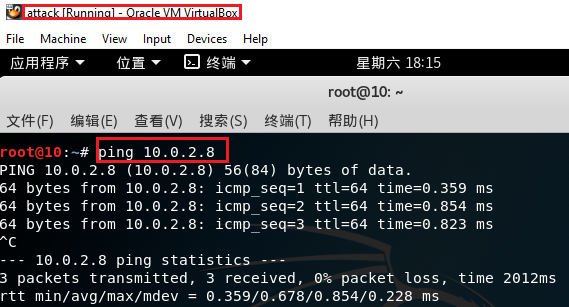 attack [Running] - Oracle VM VirtualBox
File Machine View Input Devices Help
应用程序 位置 终端 星期六 18:15
root@10: ~
文件(F) 编辑(E) 查看(V) 搜索(S) 终端(T) 帮助(H)
root@10:~# ping 10.0.2.8
PING 10.0.2.8 (10.0.2.8) 56(84) bytes of data.
64 bytes from 10.0.2.8: icmp_seq=1 ttl=64 time=0.359 ms
64 bytes from 10.0.2.8: icmp_seq=2 ttl=64 time=0.854 ms
64 bytes from 10.0.2.8: icmp_seq=3 ttl=64 time=0.823 ms
^C
--- 10.0.2.8 ping statistics ---
3 packets transmitted, 3 received, 0% packet loss, time 2012ms
rtt min/avg/max/mdev = 0.359/0.678/0.854/0.228 ms